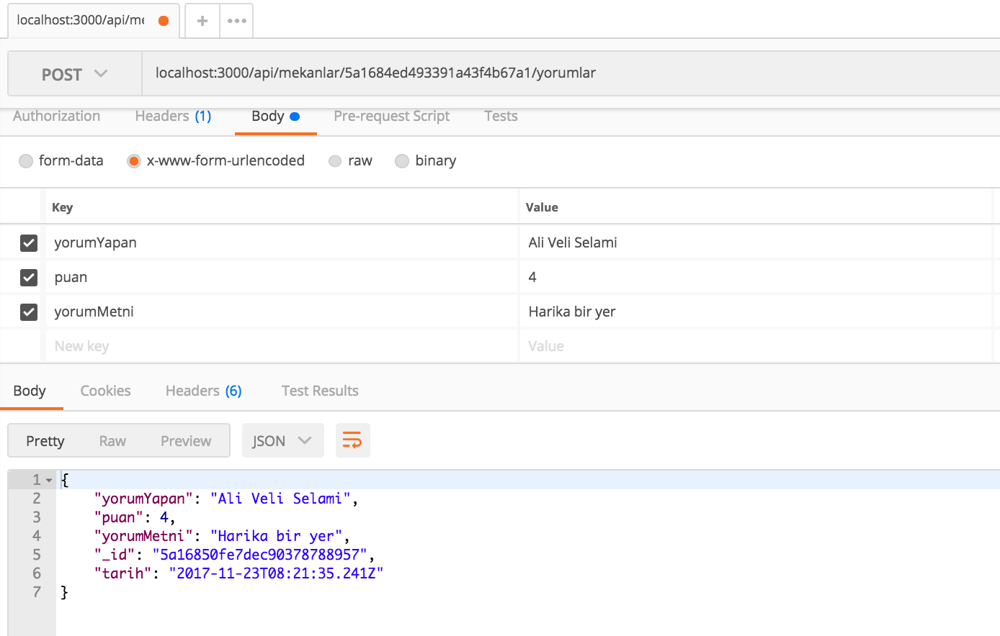 localhost:3000/api/me
POST localhost:3000/api/mekanlar/5a1684ed493391a43f4b67a1/yorumlar
Authorization Headers (1) Body Pre-request Script Tests
form-data x-www-form-urlencoded raw binary
Key Value
yorumYapan Ali Veli Selami
puan 4
yorumMetni Harika bir yer
New key Value
Body Cookies Headers (6) Test Results
Pretty Raw Preview JSON
1 {
2 "yorumYapan": "Ali Veli Selami",
3 "puan": 4,
4 "yorumMetni": "Harika bir yer",
5 "_id": "5a16850fe7dec90378788957",
6 "tarih": "2017-11-23T08:21:35.241Z"
7 }